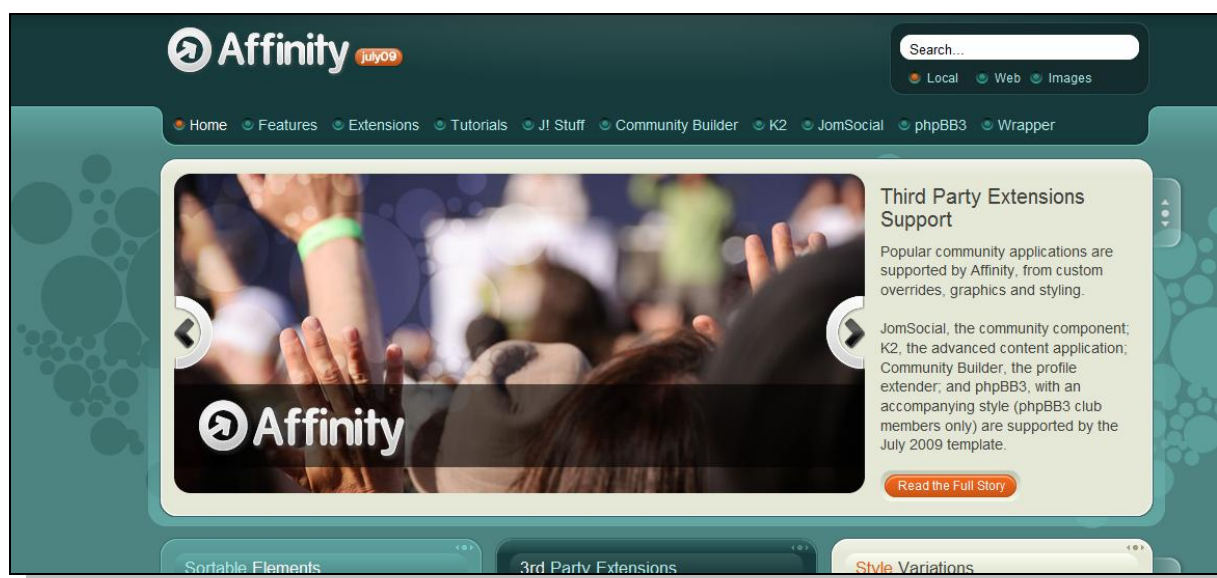 Affinity july09
Search...
Local Web Images
Home Features Extensions Tutorials J! Stuff Community Builder K2 JomSocial phpBB3 Wrapper
Third Party Extensions
Support
Popular community applications are
supported by Affinity, from custom
overrides, graphics and styling.
JomSocial, the community component;
K2, the advanced content application;
Community Builder, the profile
extender; and phpBB3, with an
accompanying style (phpBB3 club
members only) are supported by the
July 2009 template.
Affinity
Read the Full Story
Sortable Elements
3rd Party Extensions
Style Variations